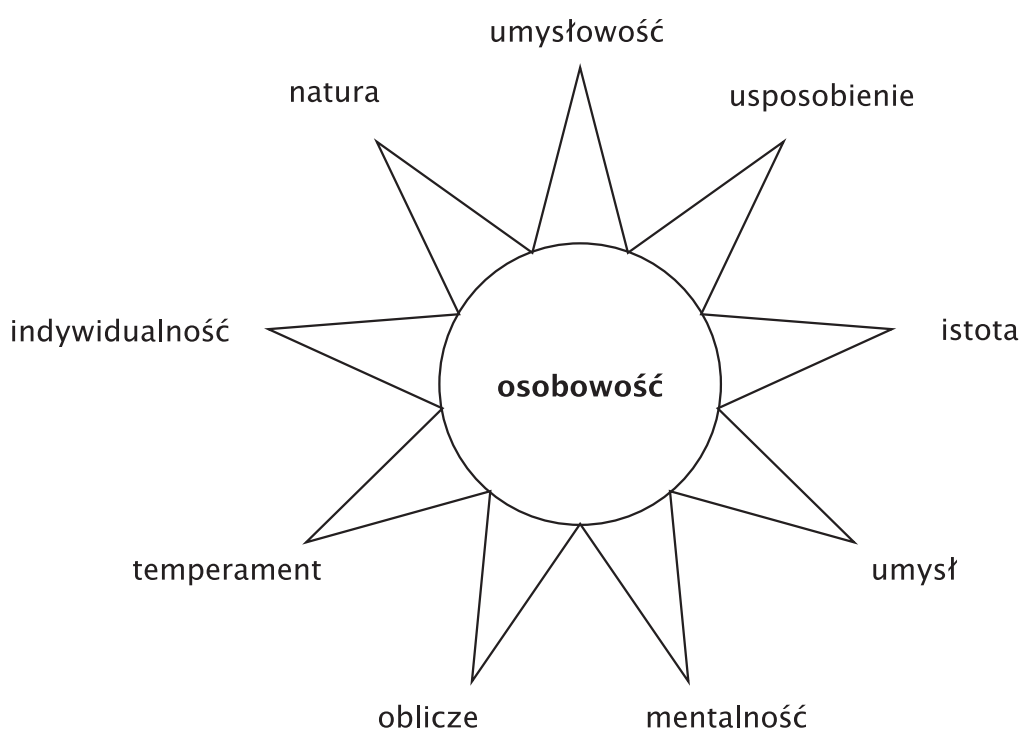 umysłowość
natura
usposobienie
indywidualność
istota
osobowość
temperament
umysł
oblicze
mentalność